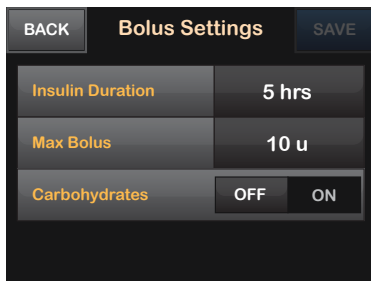 BACK Bolus Settings SAVE
Insulin Duration 5 hrs
Max Bolus 10 u
Carbohydrates OFF ON